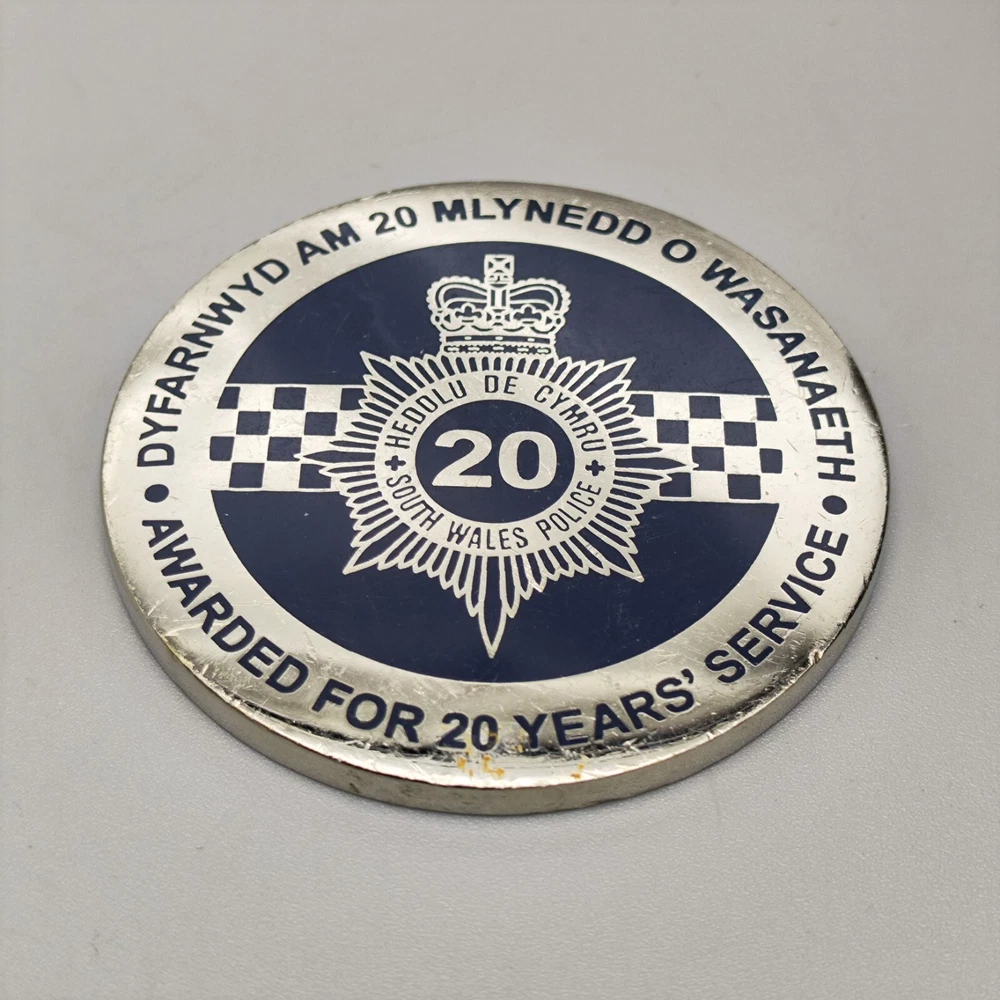 DYFARNWYD AM 20 MLYNEDD O WASANAETH
HEDDLU DE CYMRU
20
SOUTH WALES POLICE
AWARDED FOR 20 YEARS' SERVICE